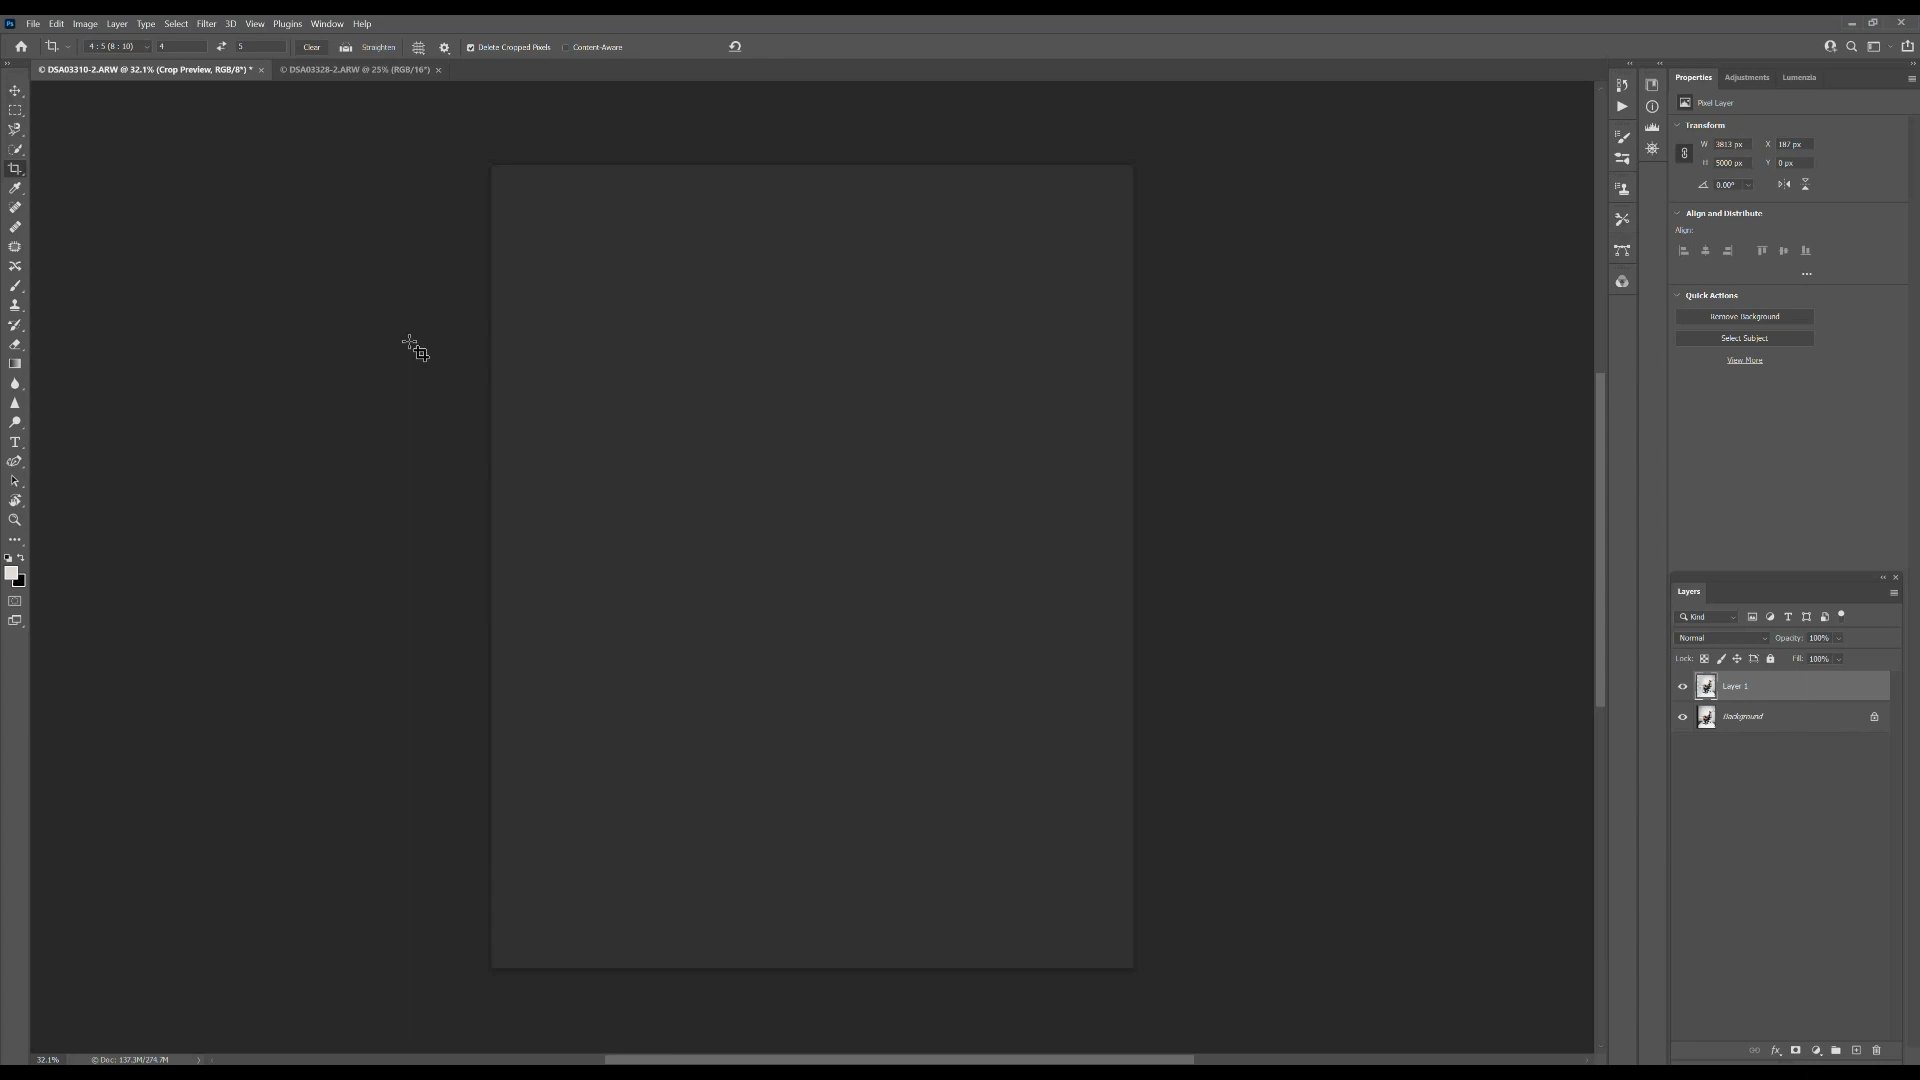 Ps File Edit Image Layer Type Select Filter 3D View Plugins Window Help
4 : 5 (8 : 10) 4 5 Clear Straighten Delete Cropped Pixels Content-Aware
© DSA03310-2.ARW @ 32.1% (Crop Preview, RGB/8*) * × © DSA03328-2.ARW @ 25% (RGB/16*) ×
Properties Adjustments Lumenzia
Pixel Layer
Transform
W 3813 px X 187 px
H 5000 px Y 0 px
0.00°
Align and Distribute
Align:
Quick Actions
Remove Background
Select Subject
View More
Layers
Kind
Normal Opacity: 100%
Lock: Fill: 100%
Layer 1
Background
32.1% © Doc: 137.3M/274.7M